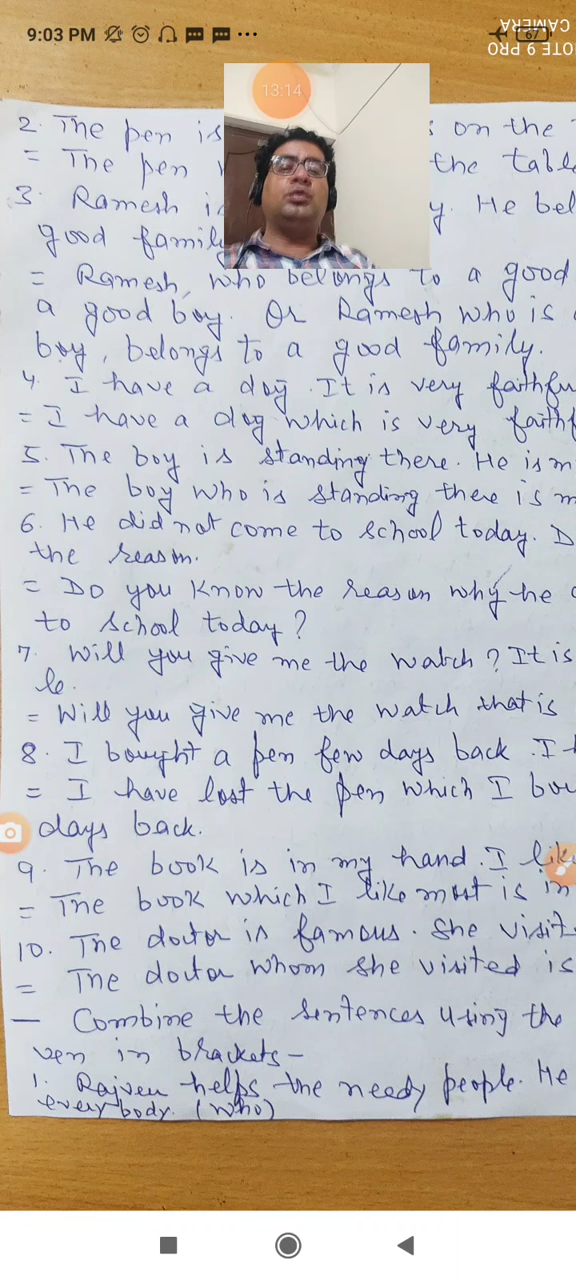 9:03 PM
67
CAMERA
OTE 9 PRO
13:14
2. The pen is on the
= The pen the table
3. Ramesh is y. He bel
good family
= Ramesh, who belongs to a good
a good boy. Or Ramesh who is
boy, belongs to a good family.
4. I have a dog. It is very faithfu
= I have a dog which is very faithf
5. The boy is standing there. He is m
= The boy who is standing there is m
6. He did not come to school today. D
the reason.
= Do you know the reason why he
to school today?
7. Will you give me the watch? It is
le.
= Will you give me the watch that is
8. I bought a pen few days back. I h
= I have lost the pen which I bou
days back.
9. The book is in my hand. I like
= The book which I like most is in
10. The doctor is famous. She visit
= The doctor whom she visited is
— Combine the sentences using the
ven in brackets—
1. Rajveer helps the needy people. He
everybody. (who)